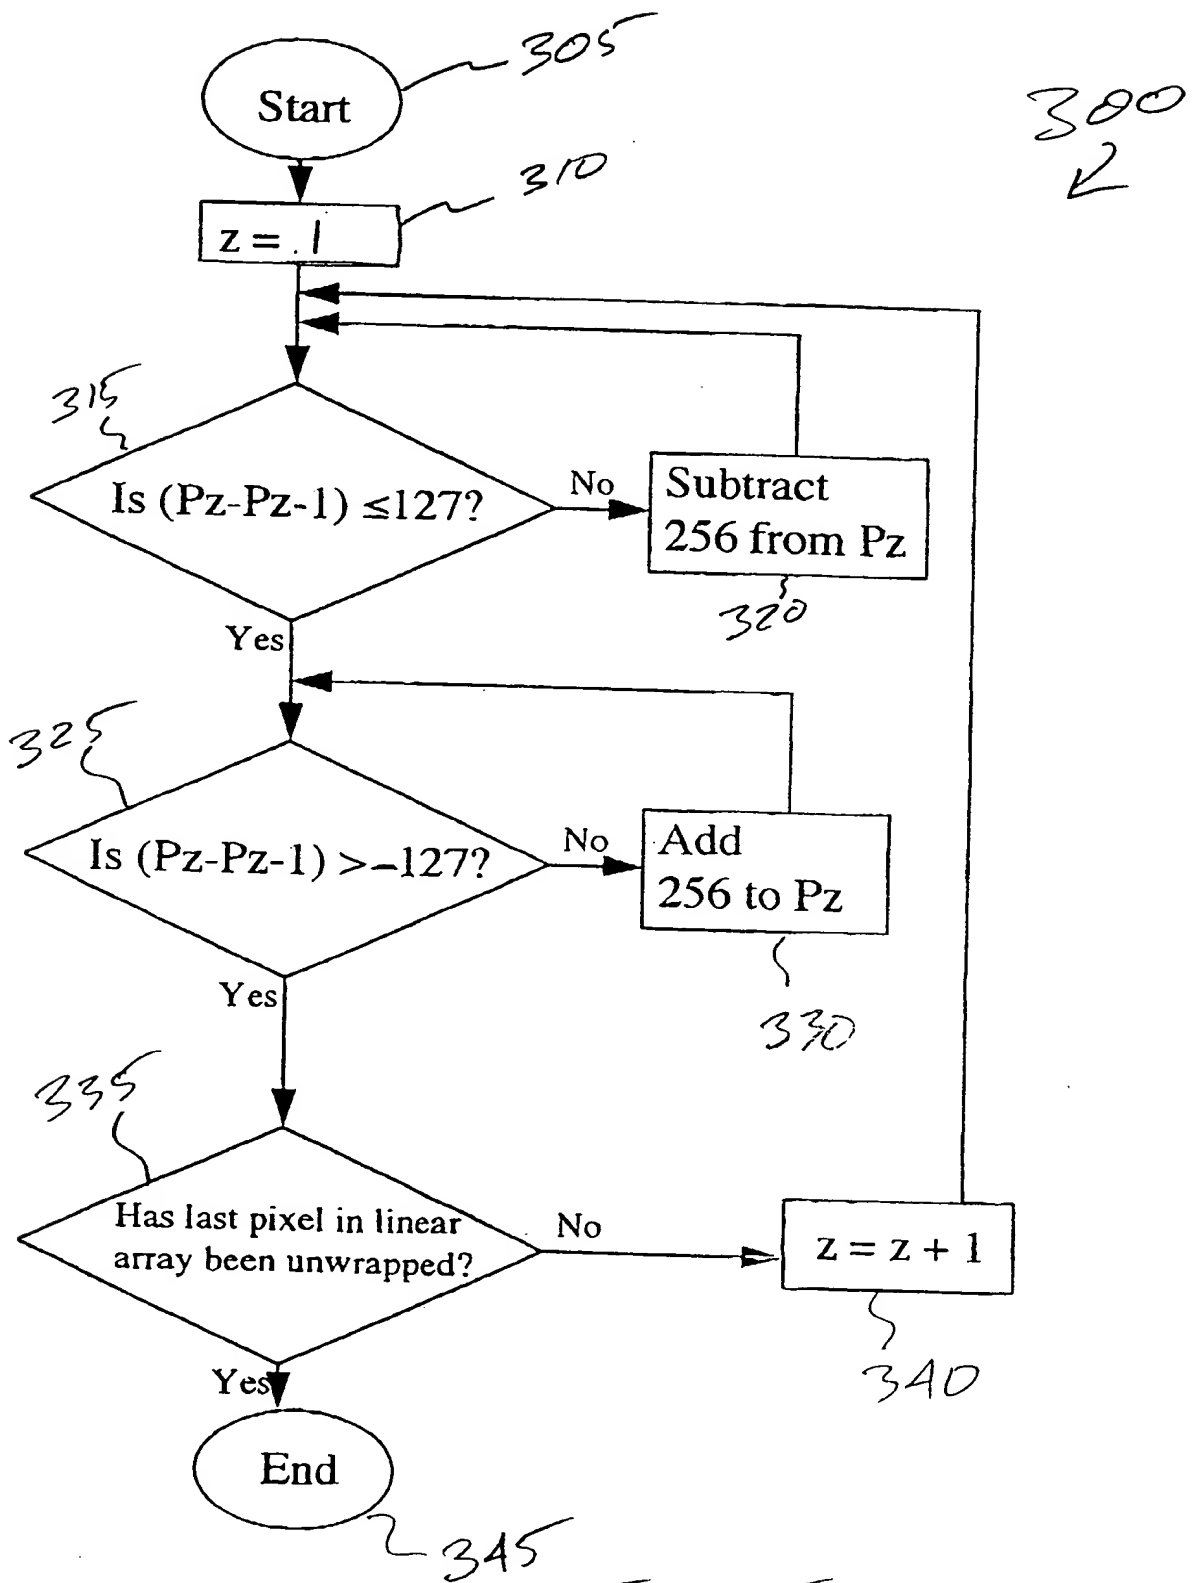 305
Start
300
310
z = 1
315
Is (Pz-Pz-1) ≤127?
No
Subtract
256 from Pz
320
Yes
325
Is (Pz-Pz-1) >–127?
No
Add
256 to Pz
330
Yes
335
Has last pixel in linear
array been unwrapped?
No
z = z + 1
340
Yes
End
345